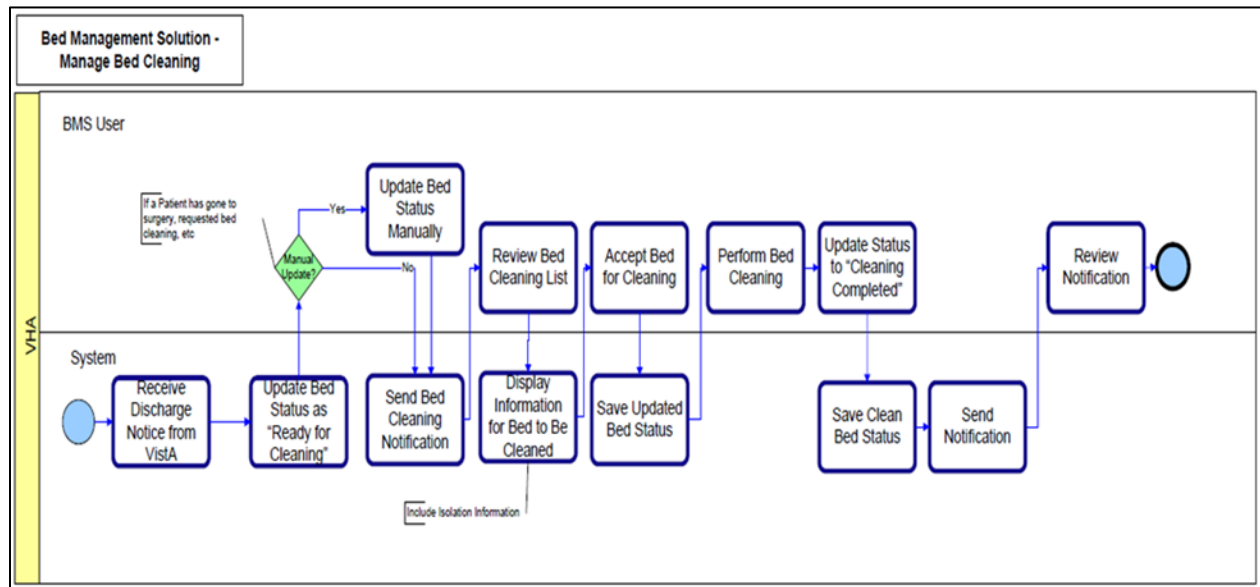 Bed Management Solution -
Manage Bed Cleaning
VHA
BMS User
If a Patient has gone to
surgery, requested bed
cleaning, etc
Manual
Update?
Yes
No
Update Bed
Status
Manually
Review Bed
Cleaning List
Accept Bed
for Cleaning
Perform Bed
Cleaning
Update Status
to "Cleaning
Completed"
Review
Notification
System
Receive
Discharge
Notice from
VistA
Update Bed
Status as
"Ready for
Cleaning"
Send Bed
Cleaning
Notification
Display
Information
for Bed to Be
Cleaned
Include Isolation Information
Save Updated
Bed Status
Save Clean
Bed Status
Send
Notification